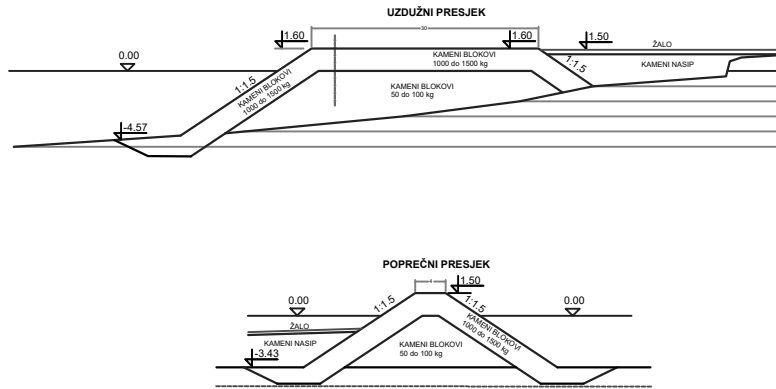 UZDUŽNI PRESJEK
30
1.60
1.60
1.50
ŽALO
0.00
KAMENI BLOKOVI
1000 do 1500 kg
KAMENI NASIP
1:1.5
KAMENI BLOKOVI
1000 do 1500 kg
KAMENI BLOKOVI
50 do 100 kg
1:1.5
-4.57
POPREČNI PRESJEK
4
1.50
0.00
1:1.5
1:1.5
0.00
ŽALO
KAMENI NASIP
KAMENI BLOKOVI
1000 do 1500 kg
KAMENI BLOKOVI
50 do 100 kg
-3.43